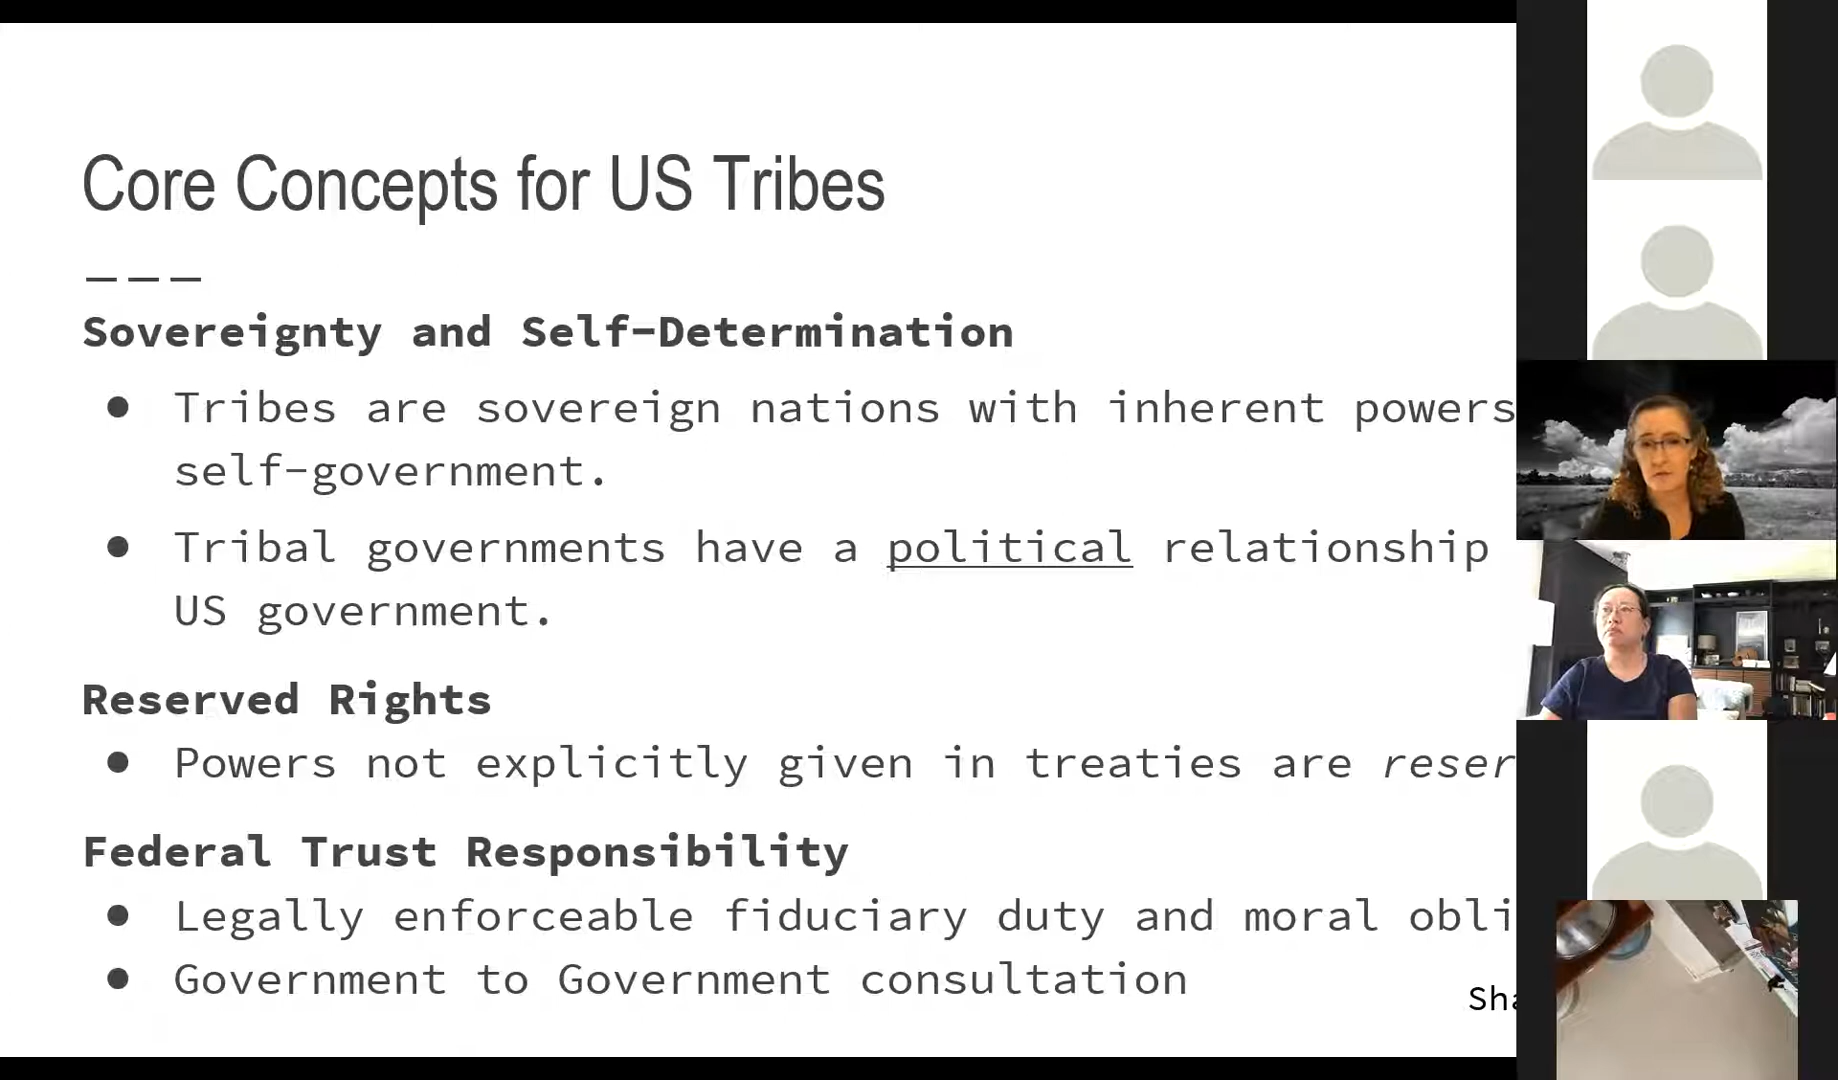 Core Concepts for US Tribes
Sovereignty and Self-Determination
● Tribes are sovereign nations with inherent powers
self-government.
● Tribal governments have a political relationship
US government.
Reserved Rights
● Powers not explicitly given in treaties are reser
Federal Trust Responsibility
● Legally enforceable fiduciary duty and moral obli
● Government to Government consultation
Sha